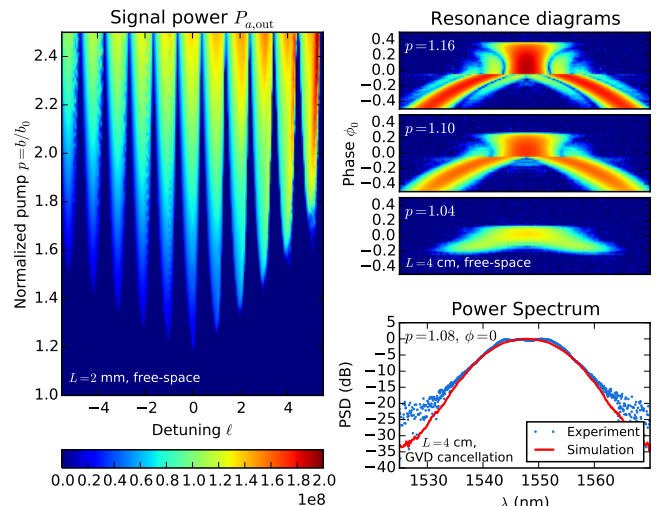 Signal power P_{a,out}
2.4
2.2
2.0
1.8
1.6
1.4
1.2
1.0
Normalized pump p=b/b_0
L=2 mm, free-space
−4 −2 0 2 4
Detuning ℓ
0.0 0.2 0.4 0.6 0.8 1.0 1.2 1.4 1.6 1.8 2.0
1e8
Resonance diagrams
0.4
0.2
0.0
−0.2
−0.4
p=1.16
0.4
0.2
0.0
−0.2
−0.4
p=1.10
0.4
0.2
0.0
−0.2
−0.4
p=1.04
L=4 cm, free-space
Phase ϕ_0
Power Spectrum
5
0
−5
−10
−15
−20
−25
−30
−35
−40
PSD (dB)
p=1.08, ϕ=0
L=4 cm,
GVD cancellation
Experiment
Simulation
1530 1540 1550 1560
λ (nm)